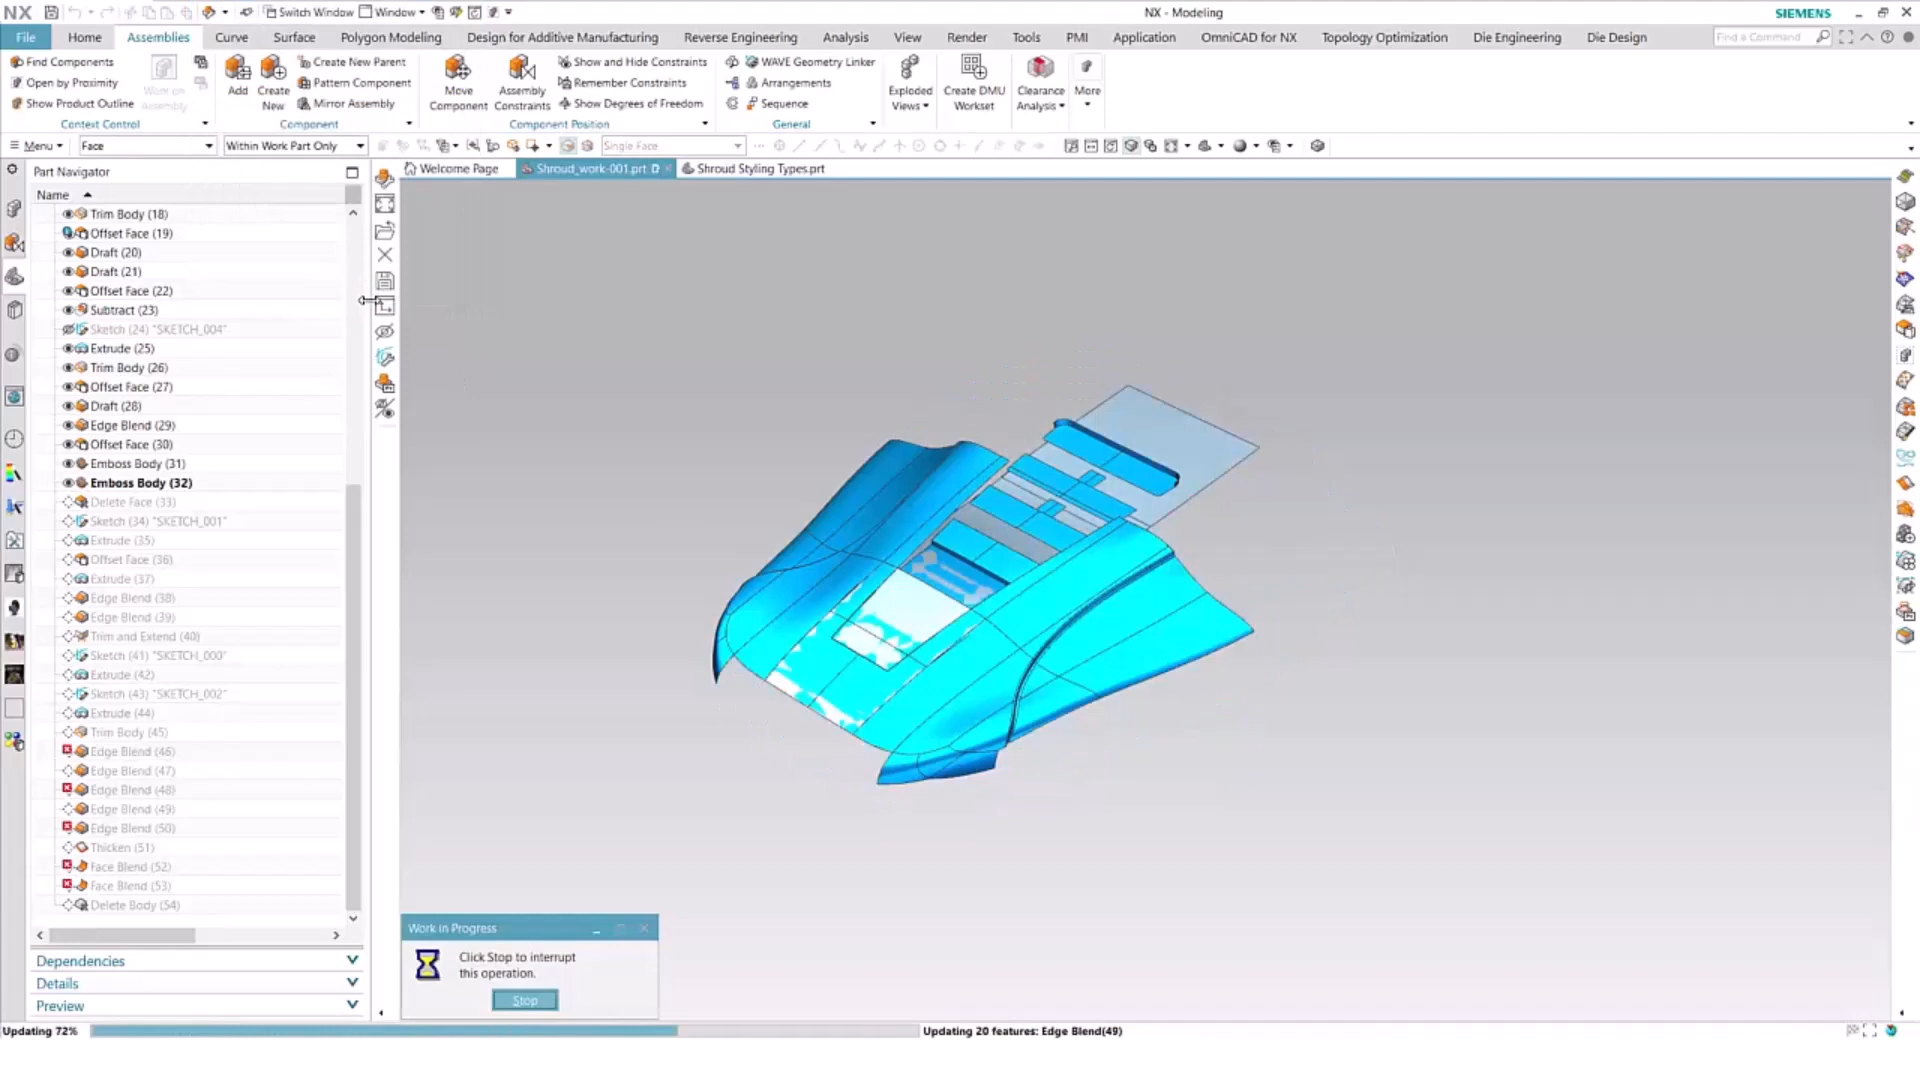 NX Switch Window Window NX - Modeling SIEMENS
File Home Assemblies Curve Surface Polygon Modeling Design for Additive Manufacturing Reverse Engineering Analysis View Render Tools PMI Application OmniCAD for NX Topology Optimization Die Engineering Die Design Find a Command
Find Components
Open by Proximity
Show Product Outline
Work on
Assembly
Context Control
Add
Create
New
Create New Parent
Pattern Component
Mirror Assembly
Component
Move
Component
Assembly
Constraints
Show and Hide Constraints
Remember Constraints
Show Degrees of Freedom
Component Position
WAVE Geometry Linker
Arrangements
Sequence
General
Exploded
Views
Create DMU
Workset
Clearance
Analysis
More
Menu Face Within Work Part Only Single Face
Part Navigator
Welcome Page Shroud_work-001.prt Shroud Styling Types.prt
Name
Trim Body (18)
Offset Face (19)
Draft (20)
Draft (21)
Offset Face (22)
Subtract (23)
Sketch (24) "SKETCH_004"
Extrude (25)
Trim Body (26)
Offset Face (27)
Draft (28)
Edge Blend (29)
Offset Face (30)
Emboss Body (31)
Emboss Body (32)
Delete Face (33)
Sketch (34) "SKETCH_001"
Extrude (35)
Offset Face (36)
Extrude (37)
Edge Blend (38)
Edge Blend (39)
Trim and Extend (40)
Sketch (41) "SKETCH_000"
Extrude (42)
Sketch (43) "SKETCH_002"
Extrude (44)
Trim Body (45)
Edge Blend (46)
Edge Blend (47)
Edge Blend (48)
Edge Blend (49)
Edge Blend (50)
Thicken (51)
Face Blend (52)
Face Blend (53)
Delete Body (54)
Dependencies
Details
Preview
Work in Progress
Click Stop to interrupt
this operation.
Stop
Updating 72% Updating 20 features: Edge Blend(49)